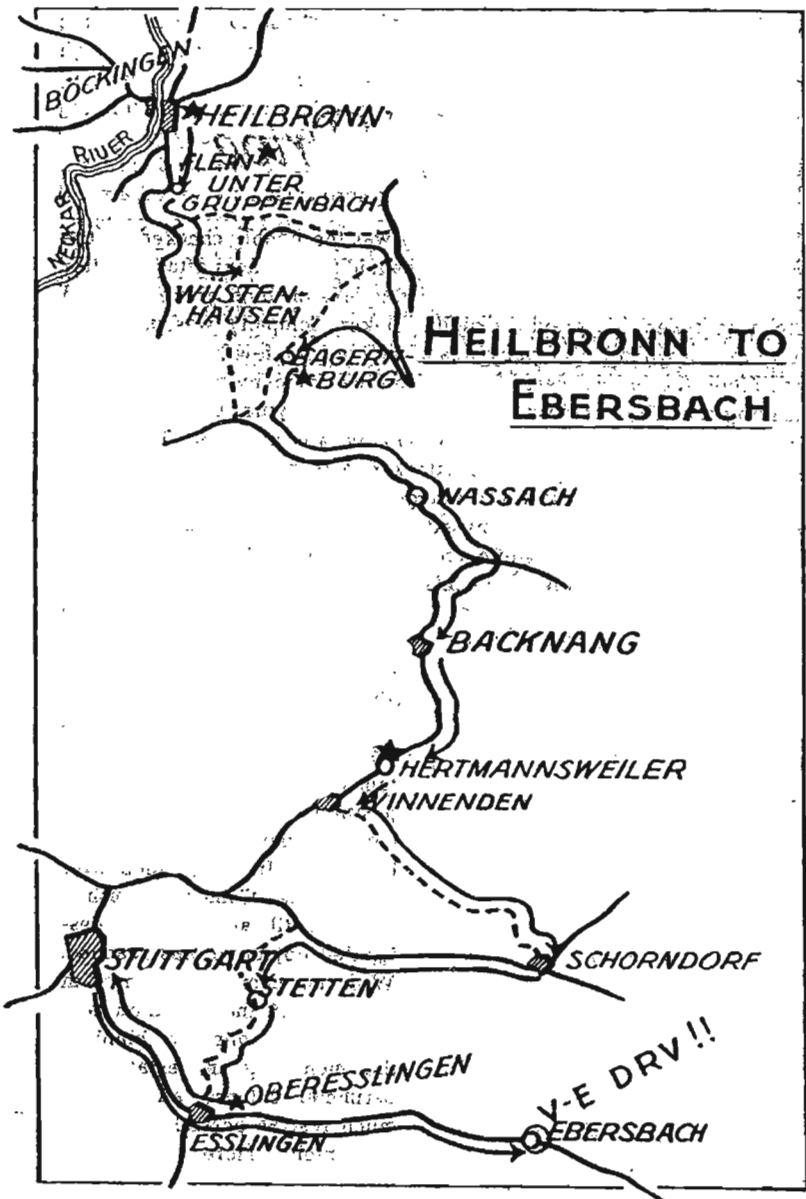 BÖCKINGEN
HEILBRONN
RIVER
NECKAR
FLEIN
UNTER
GRUPPENBACH
WUSTEN-
HAUSEN
HEILBRONN TO
EBERSBACH
BURG
NASSACH
BACKNANG
HERTMANNSWEILER
WINNENDEN
STUTTGART
SCHORNDORF
STETTEN
OBERESSLINGEN
V-E DRV!!
ESSLINGEN
EBERSBACH